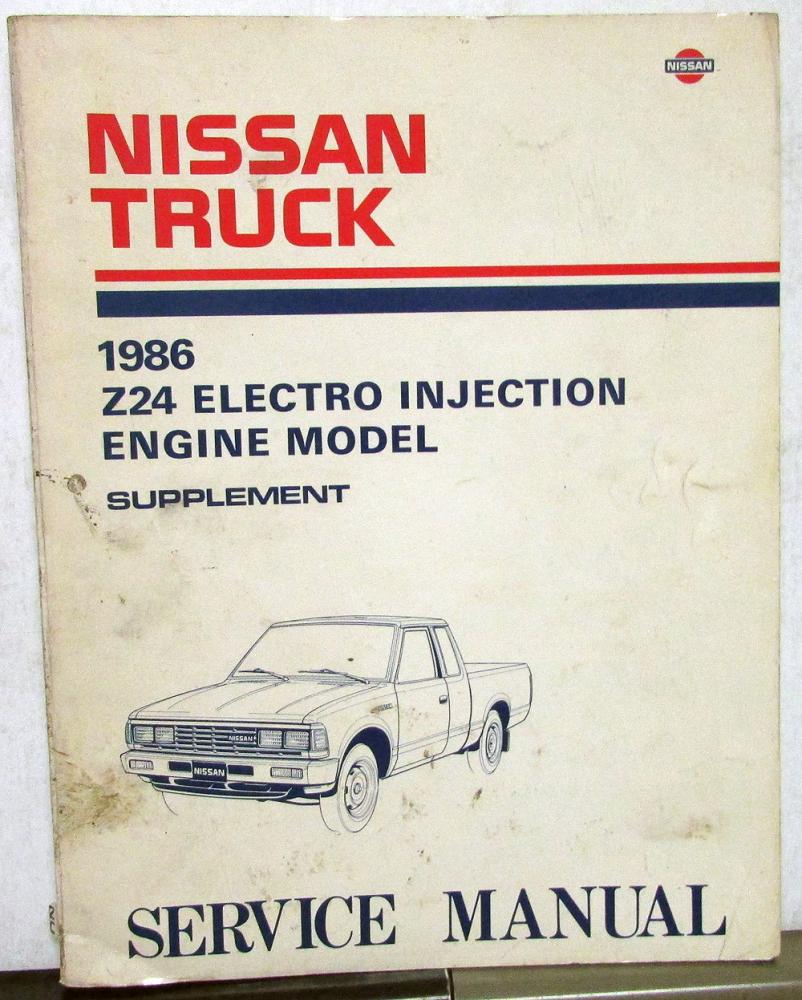 NISSAN
NISSAN
TRUCK
1986
Z24 ELECTRO INJECTION
ENGINE MODEL
SUPPLEMENT
NISSAN
NISSAN
SERVICE MANUAL